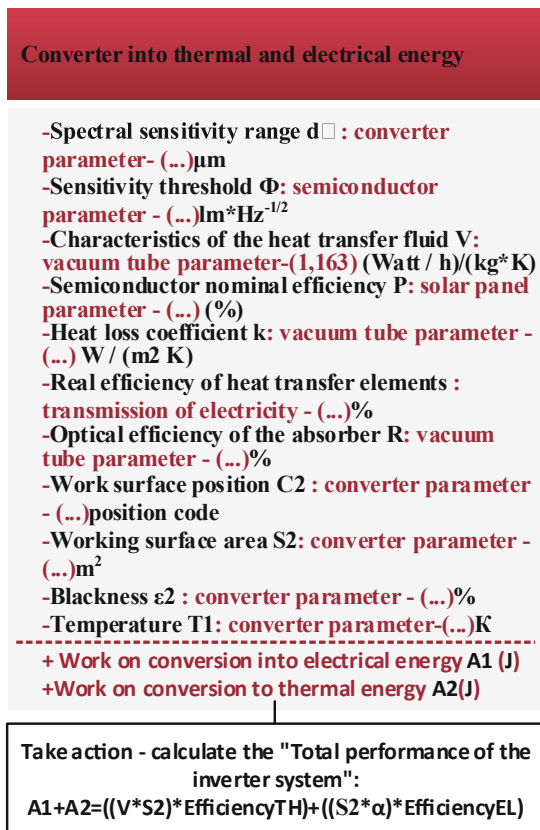 Converter into thermal and electrical energy
-Spectral sensitivity range d□ : converter
parameter- (...)μm
-Sensitivity threshold Φ: semiconductor
parameter - (...)lm*Hz⁻¹/²
-Characteristics of the heat transfer fluid V:
vacuum tube parameter-(1,163) (Watt / h)/(kg*K)
-Semiconductor nominal efficiency P: solar panel
parameter - (...) (%)
-Heat loss coefficient k: vacuum tube parameter -
(...) W / (m2 K)
-Real efficiency of heat transfer elements :
transmission of electricity - (...)%
-Optical efficiency of the absorber R: vacuum
tube parameter - (...)%
-Work surface position C2 : converter parameter
- (...)position code
-Working surface area S2: converter parameter -
(...)m²
-Blackness ε2 : converter parameter - (...)%
-Temperature T1: converter parameter-(...)K
+ Work on conversion into electrical energy A1 (J)
+Work on conversion to thermal energy A2(J)
Take action - calculate the "Total performance of the
inverter system":
A1+A2=((V*S2)*EfficiencyTH)+((S2*α)*EfficiencyEL)